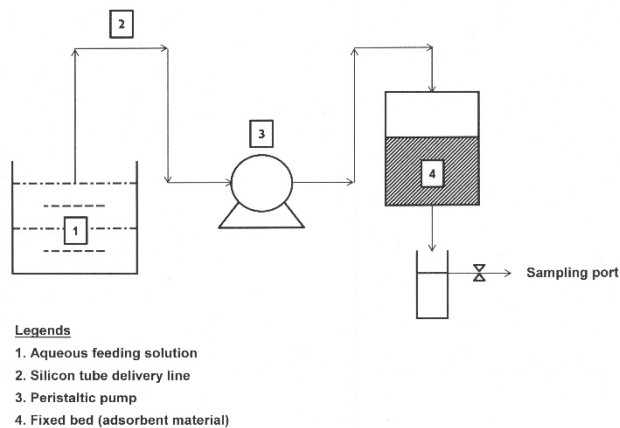 2
3
4
1
Sampling port
Legends
1. Aqueous feeding solution
2. Silicon tube delivery line
3. Peristaltic pump
4. Fixed bed (adsorbent material)